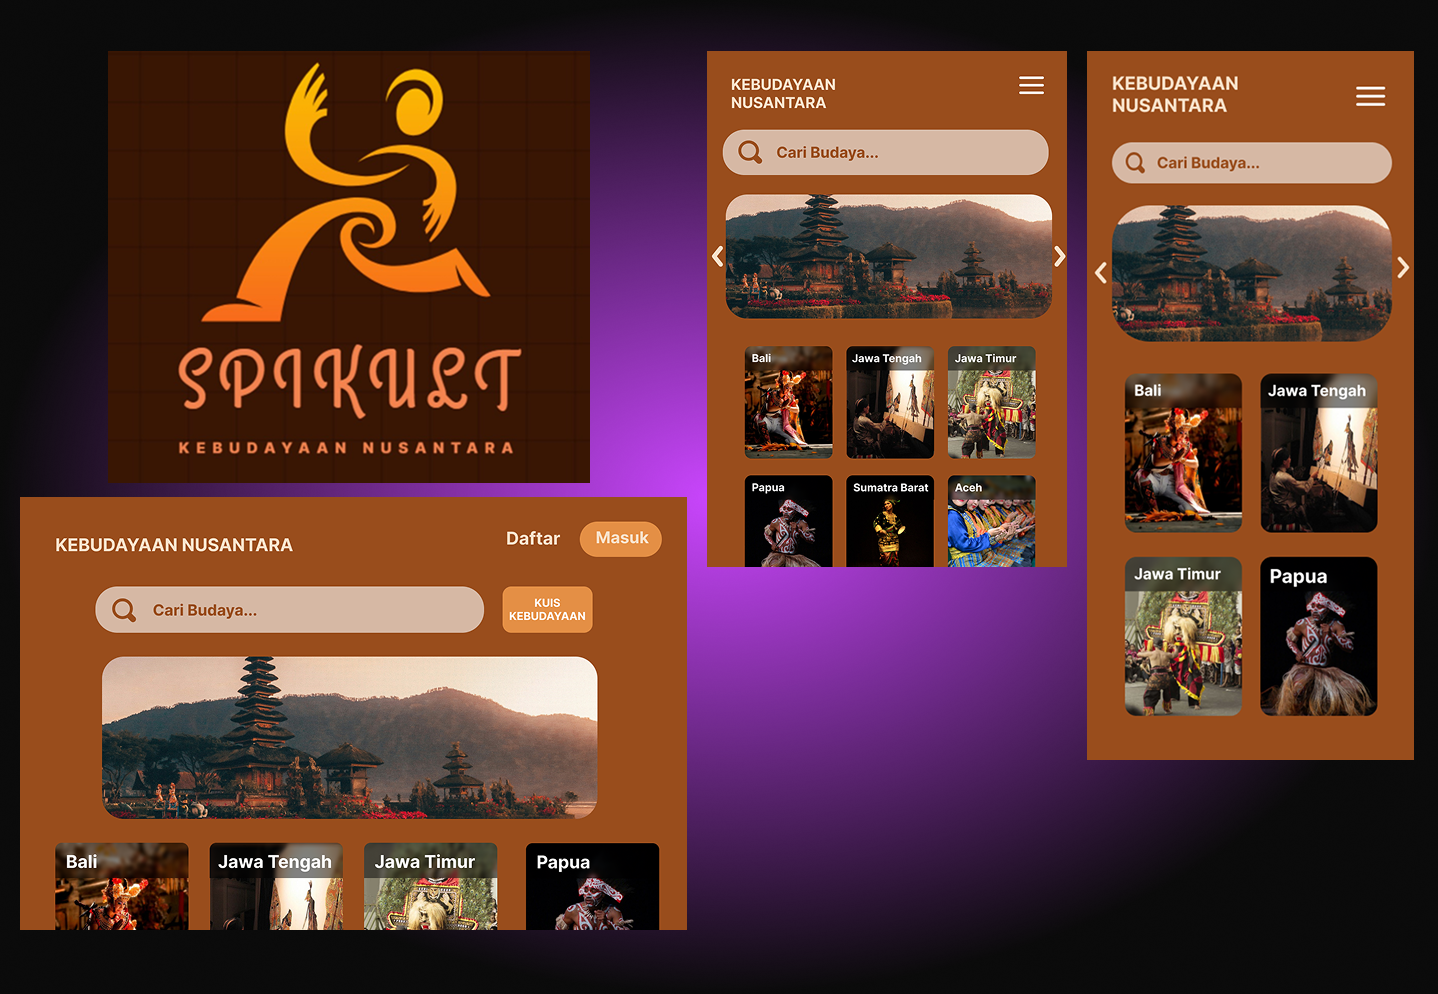 SPIKULT
KEBUDAYAAN NUSANTARA
KEBUDAYAAN NUSANTARA
Daftar
Masuk
Cari Budaya...
KUIS
KEBUDAYAAN
Bali
Jawa Tengah
Jawa Timur
Papua
KEBUDAYAAN
NUSANTARA
Cari Budaya...
Bali
Jawa Tengah
Jawa Timur
Papua
Sumatra Barat
Aceh
KEBUDAYAAN
NUSANTARA
Cari Budaya...
Bali
Jawa Tengah
Jawa Timur
Papua